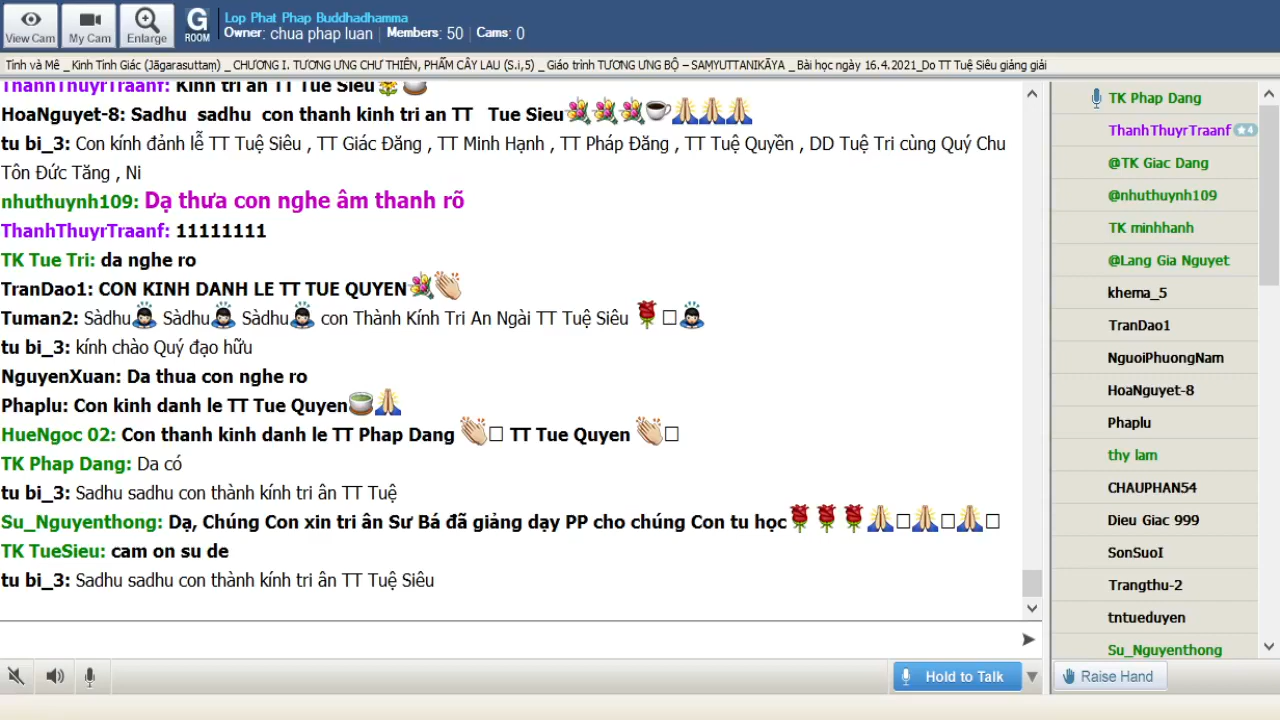 View Cam
My Cam
Enlarge
G
ROOM
Lop Phat Phap Buddhadhamma
Owner: chua phap luan | Members: 50 | Cams: 0
Tỉnh và Mê _Kinh Tỉnh Giác (Jāgarasuttaṃ) _ CHƯƠNG I. TƯƠNG ƯNG CHƯ THIÊN, PHẨM CÂY LAU (S.i,5) _ Giáo trình TƯƠNG ƯNG BỘ – SAṂYUTTANIKĀYA _ Bài học ngày 16.4.2021_Do TT Tuệ Siêu giảng giải
ThanhThuyrTraanf: Kinh tri an TT Tue Sieu
HoaNguyet-8: Sadhu sadhu con thanh kinh tri an TT Tue Sieu
tu bi_3: Con kính đảnh lễ TT Tuệ Siêu , TT Giác Đăng , TT Minh Hạnh , TT Pháp Đăng , TT Tuệ Quyền , DD Tuệ Tri cùng Quý Chu
Tôn Đức Tăng , Ni
nhuthuynh109: Dạ thưa con nghe âm thanh rõ
ThanhThuyrTraanf: 11111111
TK Tue Tri: da nghe ro
TranDao1: CON KINH DANH LE TT TUE QUYEN
Tuman2: Sàdhu Sàdhu Sàdhu con Thành Kính Tri An Ngài TT Tuệ Siêu
tu bi_3: kính chào Quý đạo hữu
NguyenXuan: Da thua con nghe ro
Phaplu: Con kinh danh le TT Tue Quyen
HueNgoc 02: Con thanh kinh danh le TT Phap Dang TT Tue Quyen
TK Phap Dang: Da có
tu bi_3: Sadhu sadhu con thành kính tri ân TT Tuệ
Su_Nguyenthong: Dạ, Chúng Con xin tri ân Sư Bá đã giảng dạy PP cho chúng Con tu học
TK TueSieu: cam on su de
tu bi_3: Sadhu sadhu con thành kính tri ân TT Tuệ Siêu
Hold to Talk
TK Phap Dang
ThanhThuyrTraanf 4
@TK Giac Dang
@nhuthuynh109
TK minhhanh
@Lang Gia Nguyet
khema_5
TranDao1
NguoiPhuongNam
HoaNguyet-8
Phaplu
thy lam
CHAUPHAN54
Dieu Giac 999
SonSuoI
Trangthu-2
tntueduyen
Su_Nguyenthong
Raise Hand